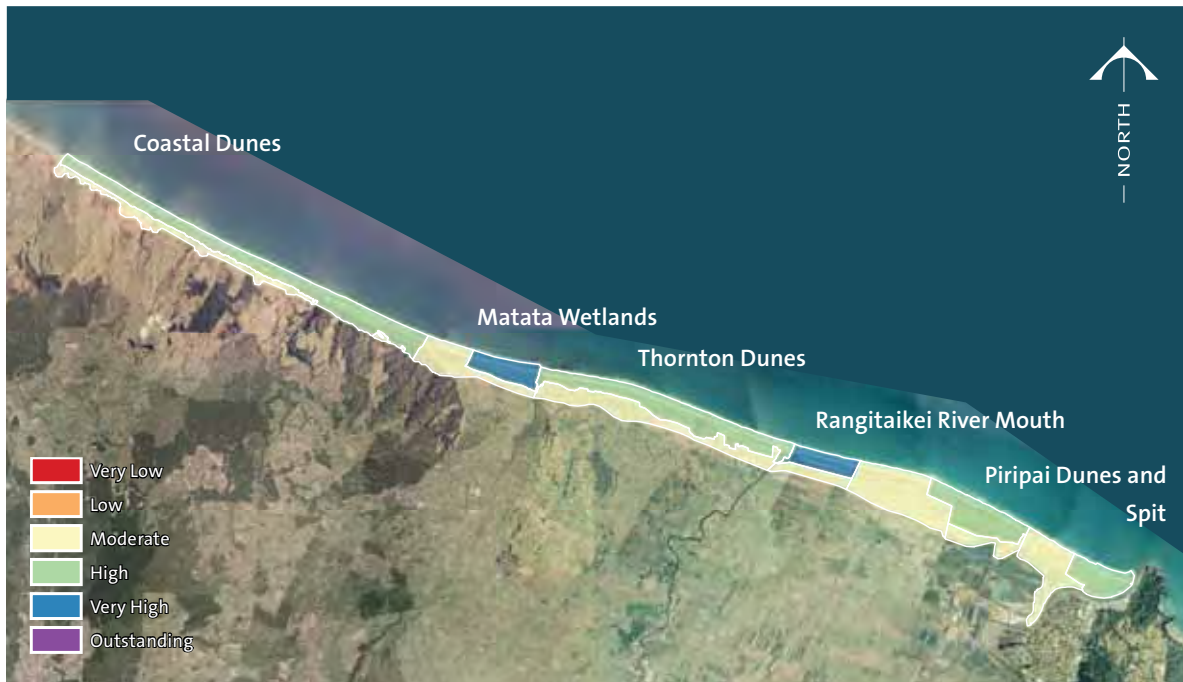 NORTH
Coastal Dunes
Matata Wetlands
Thornton Dunes
Rangitaikei River Mouth
Piripai Dunes and
Spit
Very Low
Low
Moderate
High
Very High
Outstanding